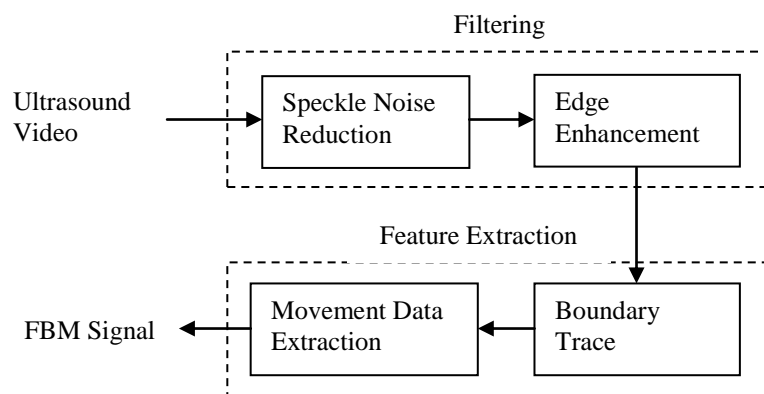 Filtering
Ultrasound
Video
Speckle Noise
Reduction
Edge
Enhancement
Feature Extraction
FBM Signal
Movement Data
Extraction
Boundary
Trace